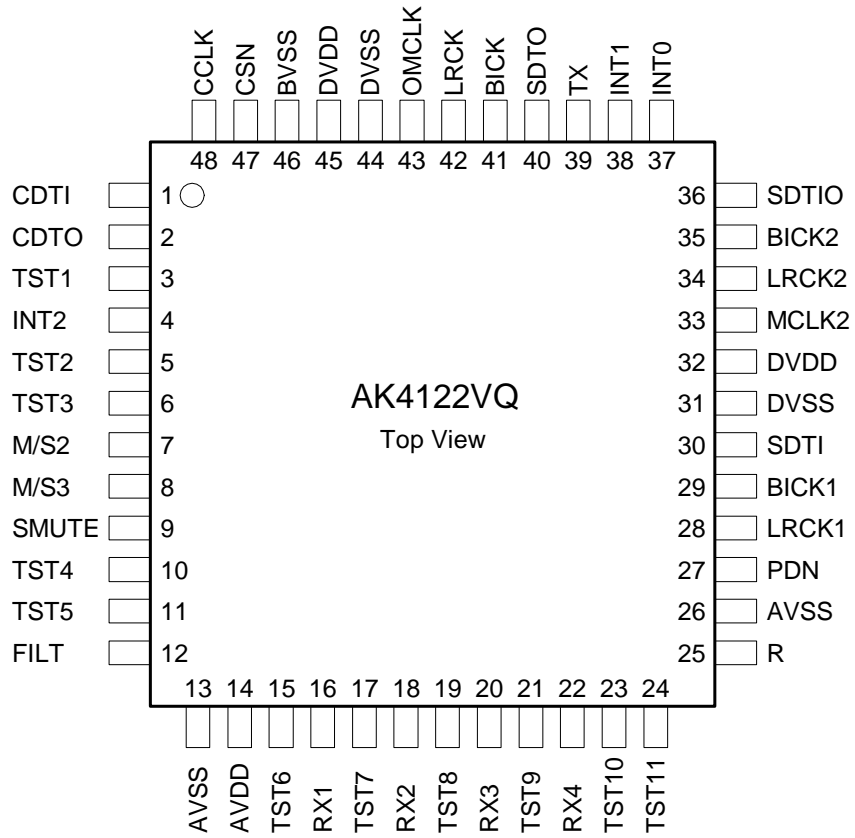 CCLK CSN BVSS DVDD DVSS OMCLK LRCK BICK SDTO TX INT1 INT0
48 47 46 45 44 43 42 41 40 39 38 37
CDTI 1 36 SDTIO
CDTO 2 35 BICK2
TST1 3 34 LRCK2
INT2 4 33 MCLK2
TST2 5 32 DVDD
TST3 6 31 DVSS
AK4122VQ
Top View
M/S2 7 30 SDTI
M/S3 8 29 BICK1
SMUTE 9 28 LRCK1
TST4 10 27 PDN
TST5 11 26 AVSS
FILT 12 25 R
13 14 15 16 17 18 19 20 21 22 23 24
AVSS AVDD TST6 RX1 TST7 RX2 TST8 RX3 TST9 RX4 TST10 TST11